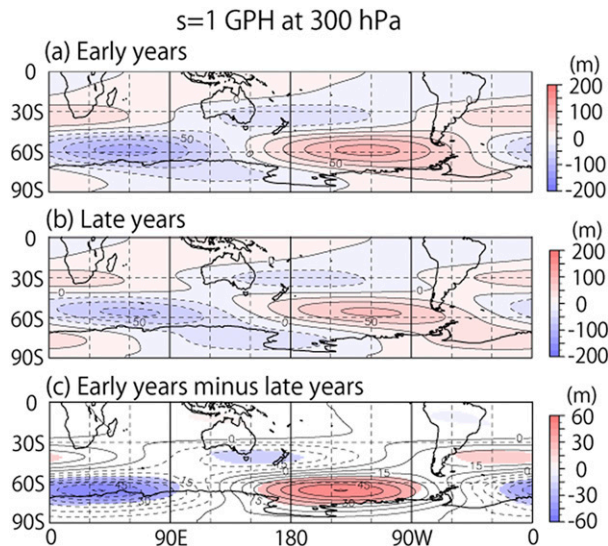 s=1 GPH at 300 hPa
(a) Early years
(m)
0
30S
60S
90S
0
0
-50
0
50
200
100
0
-100
-200
(b) Late years
(m)
0
30S
60S
90S
0
0
-50
50
200
100
0
-100
-200
(c) Early years minus late years
(m)
0
30S
60S
90S
0
0
-15
15
15
45
60
30
0
-30
-60
0
90E
180
90W
0